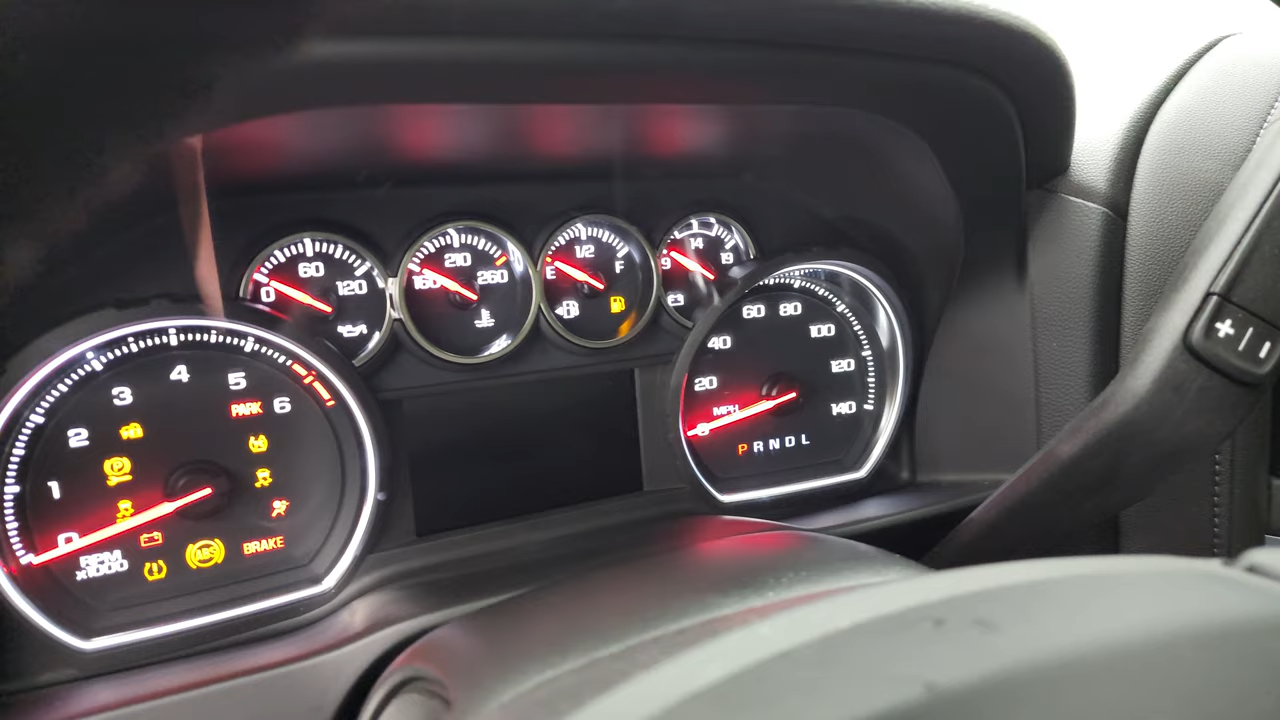 0 60 120
160 210 260
E 1/2 F
9 14 19
0 1 2 3 4 5 6
PARK
ABS
BRAKE
RPM
x1000
0 20 40 60 80 100 120 140
MPH
P R N D L
+ | -